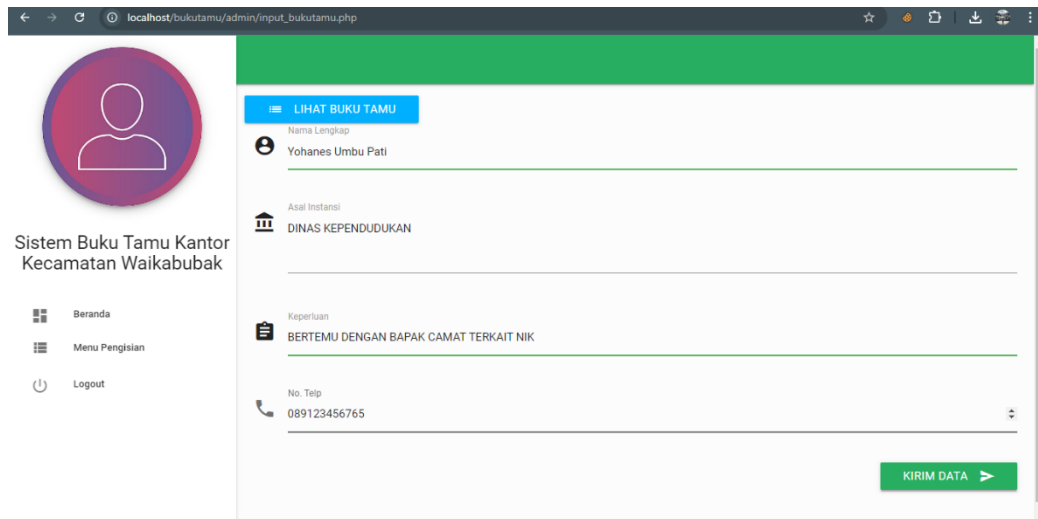 localhost/bukutamu/admin/input_bukutamu.php
Sistem Buku Tamu Kantor
Kecamatan Waikabubak
Beranda
Menu Pengisian
Logout
LIHAT BUKU TAMU
Nama Lengkap
Yohanes Umbu Pati
Asal Instansi
DINAS KEPENDUDUKAN
Keperluan
BERTEMU DENGAN BAPAK CAMAT TERKAIT NIK
No. Telp
089123456765
KIRIM DATA